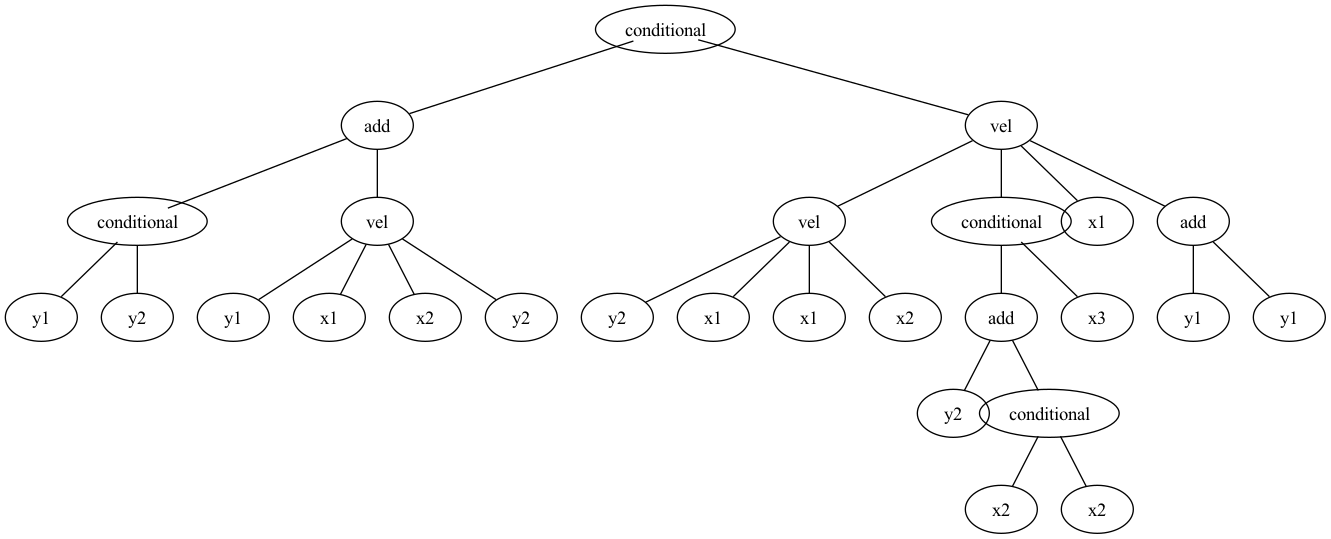 conditional
add vel
conditional vel vel conditional x1 add
y1 y2 y1 x1 x2 y2 y2 x1 x1 x2 add x3 y1 y1
y2 conditional
x2 x2